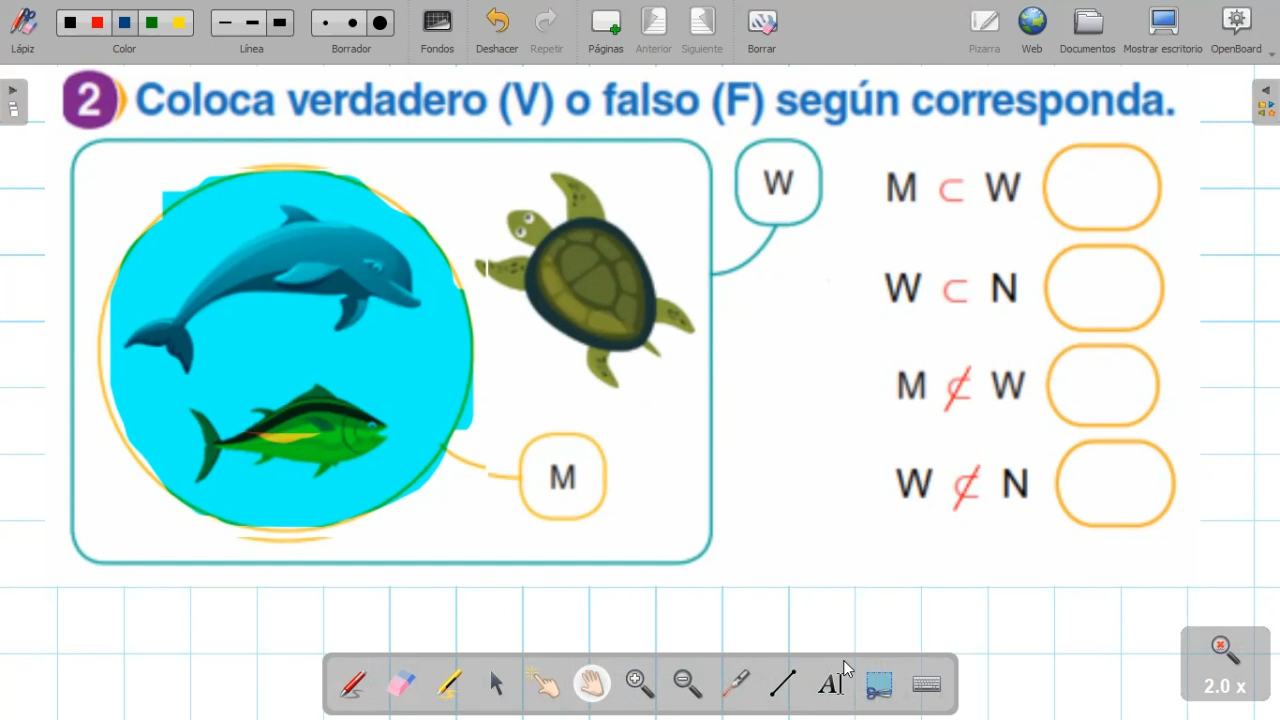 Lápiz
Color
Línea
Borrador
Fondos
Deshacer
Repetir
Páginas
Anterior
Siguiente
Borrar
Pizarra
Web
Documentos
Mostrar escritorio
OpenBoard
2 Coloca verdadero (V) o falso (F) según corresponda.
W
M
M ⊂ W
W ⊂ N
M ⊄ W
W ⊄ N
2.0 x